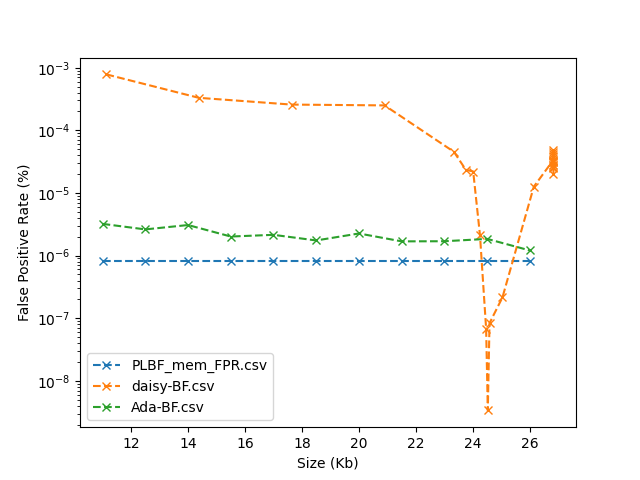 10⁻³
10⁻⁴
10⁻⁵
10⁻⁶
10⁻⁷
10⁻⁸
False Positive Rate (%)
PLBF_mem_FPR.csv
daisy-BF.csv
Ada-BF.csv
12 14 16 18 20 22 24 26
Size (Kb)